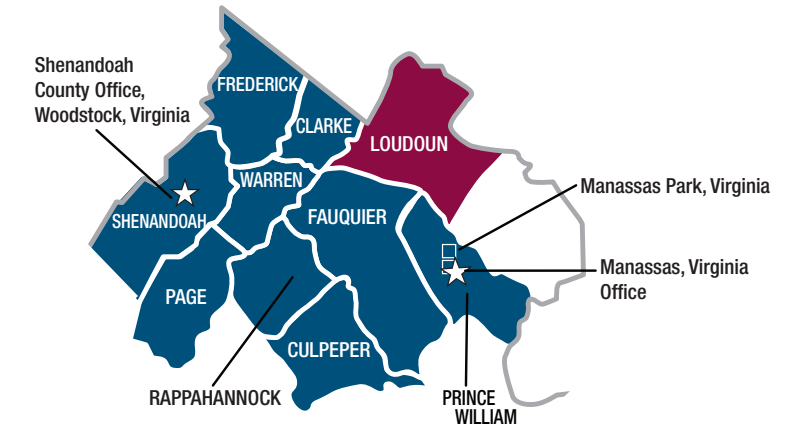 Shenandoah
County Office,
Woodstock, Virginia
FREDERICK
CLARKE
LOUDOUN
WARREN
SHENANDOAH
FAUQUIER
Manassas Park, Virginia
Manassas, Virginia
Office
PAGE
CULPEPER
RAPPAHANNOCK
PRINCE
WILLIAM